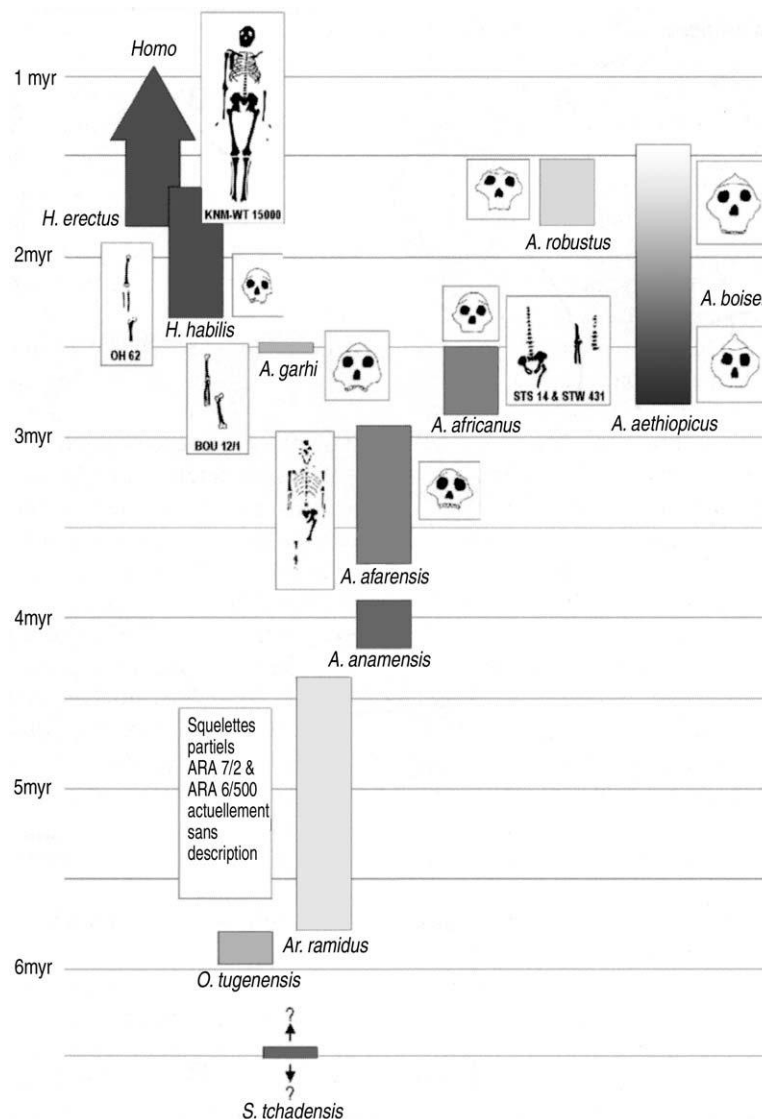 Homo
1 myr
KNM-WT 15000
H. erectus
A. robustus
2myr
A. boisei
H. habilis
OH 62
A. garhi
STS 14 & STW 431
A. africanus
A. aethiopicus
BOU 12/1
3myr
A. afarensis
4myr
A. anamensis
Squelettes
partiels
ARA 7/2 &
ARA 6/500
actuellement
sans
description
5myr
Ar. ramidus
6myr
O. tugenensis
?
?
S. tchadensis